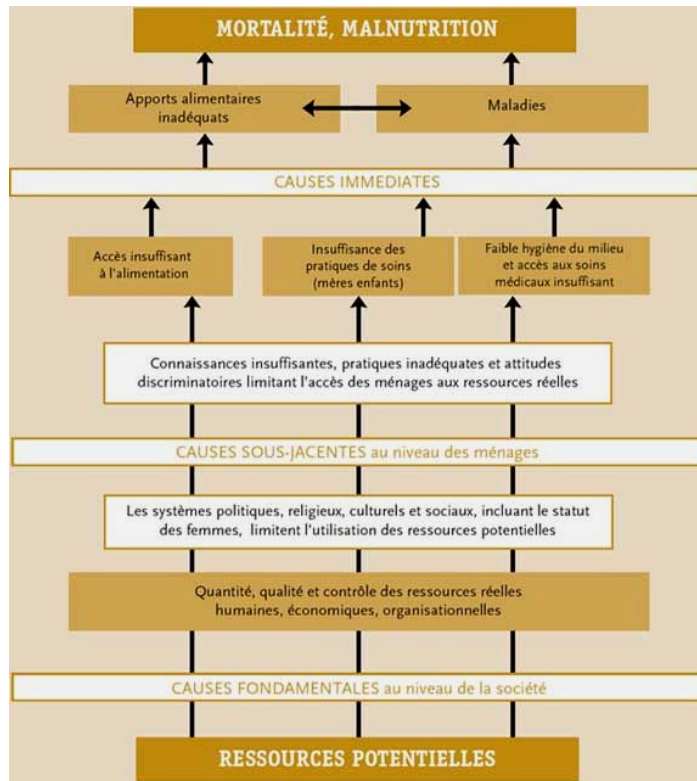 MORTALITÉ, MALNUTRITION
Apports alimentaires
inadéquats
Maladies
CAUSES IMMEDIATES
Accès insuffisant
à l'alimentation
Insuffisance des
pratiques de soins
(mères enfants)
Faible hygiène du milieu
et accès aux soins
médicaux insuffisant
Connaissances insuffisantes, pratiques inadéquates et attitudes
discriminatoires limitant l'accès des ménages aux ressources réelles
CAUSES SOUS-JACENTES au niveau des ménages
Les systèmes politiques, religieux, culturels et sociaux, incluant le statut
des femmes, limitent l'utilisation des ressources potentielles
Quantité, qualité et contrôle des ressources réelles
humaines, économiques, organisationnelles
CAUSES FONDAMENTALES au niveau de la société
RESSOURCES POTENTIELLES